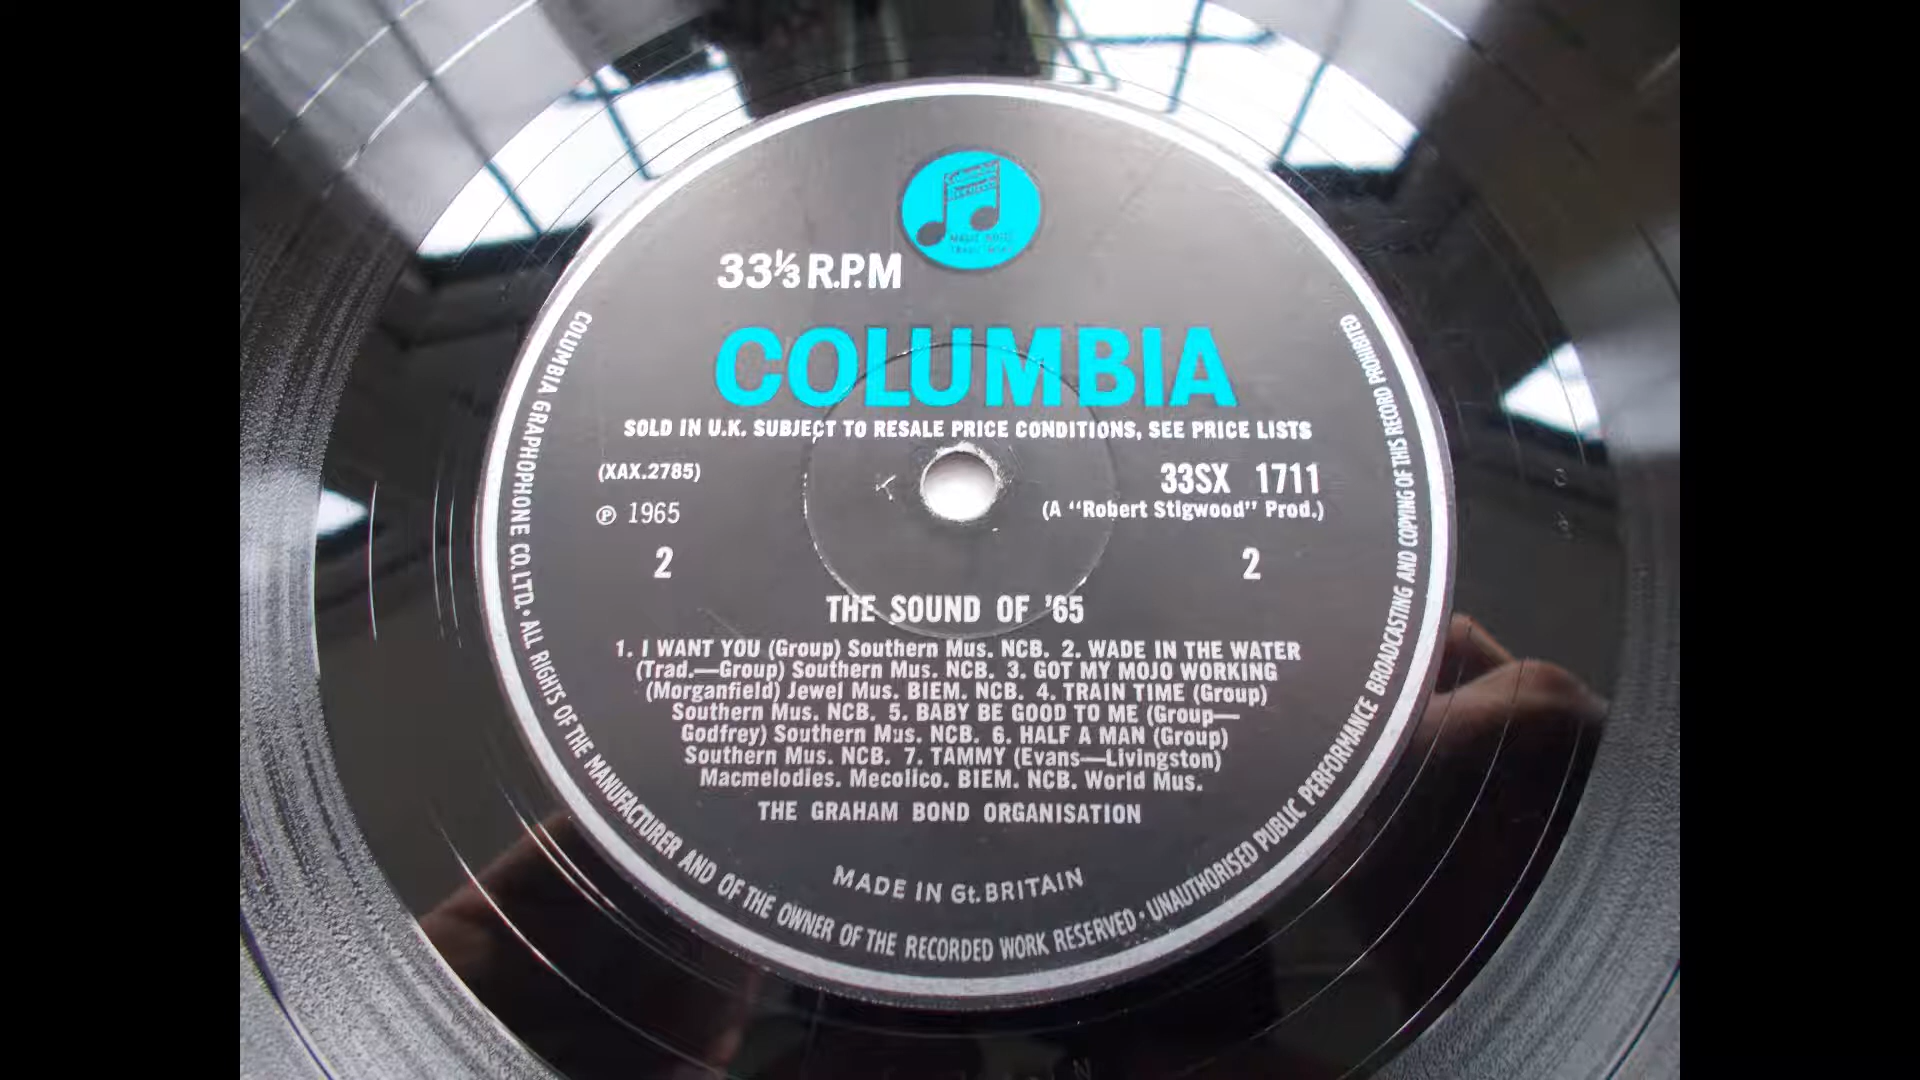 Columbia
Records
MAGIC NOTES
TRADE MARK
33⅓ R.P.M
COLUMBIA
SOLD IN U.K. SUBJECT TO RESALE PRICE CONDITIONS, SEE PRICE LISTS
(XAX.2785)
33SX 1711
℗ 1965
(A “Robert Stigwood” Prod.)
K
2
2
THE SOUND OF '65
1. I WANT YOU (Group) Southern Mus. NCB. 2. WADE IN THE WATER
(Trad.—Group) Southern Mus. NCB. 3. GOT MY MOJO WORKING
(Morganfield) Jewel Mus. BIEM. NCB. 4. TRAIN TIME (Group)
Southern Mus. NCB. 5. BABY BE GOOD TO ME (Group—
Godfrey) Southern Mus. NCB. 6. HALF A MAN (Group)
Southern Mus. NCB. 7. TAMMY (Evans—Livingston)
Macmelodies. Mecolico. BIEM. NCB. World Mus.
THE GRAHAM BOND ORGANISATION
MADE IN Gt. BRITAIN
COLUMBIA GRAPHOPHONE CO. LTD. • ALL RIGHTS OF THE MANUFACTURER AND OF THE OWNER OF THE RECORDED WORK RESERVED • UNAUTHORISED PUBLIC PERFORMANCE BROADCASTING AND COPYING OF THIS RECORD PROHIBITED